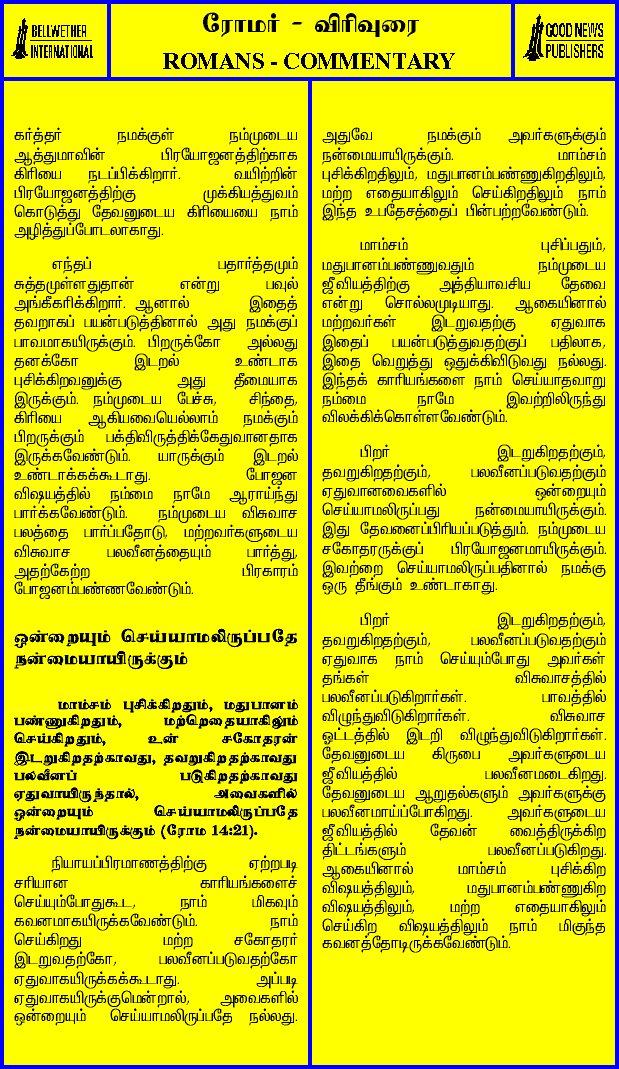 BELLWETHER
INTERNATIONAL
ரோமர் - விரிவுரை
ROMANS - COMMENTARY
GOOD NEWS
PUBLISHERS
கர்த்தர் நமக்குள் நம்முடைய
ஆத்துமாவின் பிரயோஜனத்திற்காக
கிரியை நடப்பிக்கிறார். வயிற்றின்
பிரயோஜனத்திற்கு முக்கியத்துவம்
கொடுத்து தேவனுடைய கிரியையை நாம்
அழித்துப்போடலாகாது.
எந்தப் பதார்த்தமும்
சுத்தமுள்ளதுதான் என்று பவுல்
அங்கீகரிக்கிறார். ஆனால் இதைத்
தவறாகப் பயன்படுத்தினால் அது நமக்குப்
பாவமாகயிருக்கும். பிறருக்கோ அல்லது
தனக்கோ இடறல் உண்டாக
புசிக்கிறவனுக்கு அது தீமையாக
இருக்கும். நம்முடைய பேச்சு, சிந்தை,
கிரியை ஆகியவையெல்லாம் நமக்கும்
பிறருக்கும் பக்திவிருத்திக்கேதுவானதாக
இருக்கவேண்டும். யாருக்கும் இடறல்
உண்டாக்கக்கூடாது. போஜன
விஷயத்தில் நம்மை நாமே ஆராய்ந்து
பார்க்கவேண்டும். நம்முடைய விசுவாச
பலத்தை பார்ப்பதோடு, மற்றவர்களுடைய
விசுவாச பலவீனத்தையும் பார்த்து,
அதற்கேற்ற பிரகாரம்
போஜனம்பண்ணவேண்டும்.
ஒன்றையும் செய்யாமலிருப்பதே
நன்மையாயிருக்கும்
மாம்சம் புசிக்கிறதும், மதுபானம்
பண்ணுகிறதும், மற்றெதையாகிலும்
செய்கிறதும், உன் சகோதரன்
இடறுகிறதற்காவது, தவறுகிறதற்காவது
பலவீனப் படுகிறதற்காவது
ஏதுவாயிருந்தால், அவைகளில்
ஒன்றையும் செய்யாமலிருப்பதே
நன்மையாயிருக்கும் (ரோம 14:21).
நியாயப்பிரமாணத்திற்கு ஏற்றபடி
சரியான காரியங்களைச்
செய்யும்போதுகூட, நாம் மிகவும்
கவனமாகயிருக்கவேண்டும். நாம்
செய்கிறது மற்ற சகோதரர்
இடறுவதற்கோ, பலவீனப்படுவதற்கோ
ஏதுவாகயிருக்கக்கூடாது. அப்படி
ஏதுவாகயிருக்குமென்றால், அவைகளில்
ஒன்றையும் செய்யாமலிருப்பதே நல்லது.
அதுவே நமக்கும் அவர்களுக்கும்
நன்மையாயிருக்கும். மாம்சம்
புசிக்கிறதிலும், மதுபானம்பண்ணுகிறதிலும்,
மற்ற எதையாகிலும் செய்கிறதிலும் நாம்
இந்த உபதேசத்தைப் பின்பற்றவேண்டும்.
மாம்சம் புசிப்பதும்,
மதுபானம்பண்ணுவதும் நம்முடைய
ஜீவியத்திற்கு அத்தியாவசிய தேவை
என்று சொல்லமுடியாது. ஆகையினால்
மற்றவர்கள் இடறுவதற்கு ஏதுவாக
இதைப் பயன்படுத்துவதற்குப் பதிலாக,
இதை வெறுத்து ஒதுக்கிவிடுவது நல்லது.
இந்தக் காரியங்களை நாம் செய்யாதவாறு
நம்மை நாமே இவற்றிலிருந்து
விலக்கிக்கொள்ளவேண்டும்.
பிறர் இடறுகிறதற்கும்,
தவறுகிறதற்கும், பலவீனப்படுவதற்கும்
ஏதுவானவைகளில் ஒன்றையும்
செய்யாமலிருப்பது நன்மையாயிருக்கும்.
இது தேவனைப்பிரியப்படுத்தும். நம்முடைய
சகோதரருக்குப் பிரயோஜனமாயிருக்கும்.
இவற்றை செய்யாமலிருப்பதினால் நமக்கு
ஒரு தீங்கும் உண்டாகாது.
பிறர் இடறுகிறதற்கும்,
தவறுகிறதற்கும், பலவீனப்படுவதற்கும்
ஏதுவாக நாம் செய்யும்போது அவர்கள்
தங்கள் விசுவாசத்தில்
பலவீனப்படுகிறார்கள். பாவத்தில்
விழுந்துவிடுகிறார்கள். விசுவாச
ஓட்டத்தில் இடறி விழுந்துவிடுகிறார்கள்.
தேவனுடைய கிருபை அவர்களுடைய
ஜீவியத்தில் பலவீனமடைகிறது.
தேவனுடைய ஆறுதல்களும் அவர்களுக்கு
பலவீனமாய்ப்போகிறது. அவர்களுடைய
ஜீவியத்தில் தேவன் வைத்திருக்கிற
திட்டங்களும் பலவீனப்படுகிறது.
ஆகையினால் மாம்சம் புசிக்கிற
விஷயத்திலும், மதுபானம்பண்ணுகிற
விஷயத்திலும், மற்ற எதையாகிலும்
செய்கிற விஷயத்திலும் நாம் மிகுந்த
கவனத்தோடிருக்கவேண்டும்.